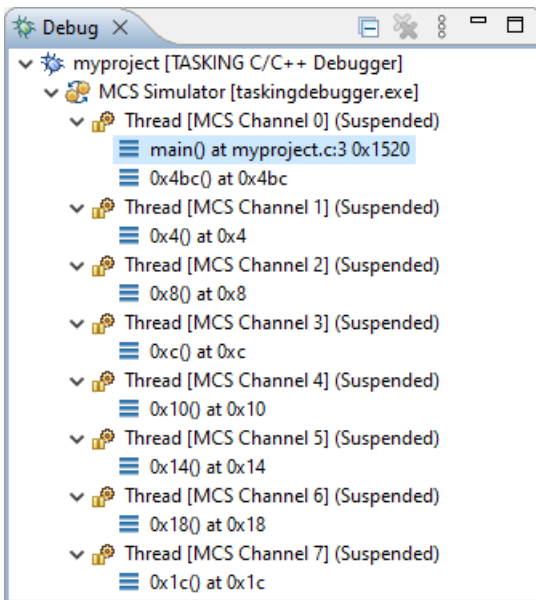 Debug
myproject [TASKING C/C++ Debugger]
MCS Simulator [taskingdebugger.exe]
Thread [MCS Channel 0] (Suspended)
main() at myproject.c:3 0x1520
0x4bc() at 0x4bc
Thread [MCS Channel 1] (Suspended)
0x4() at 0x4
Thread [MCS Channel 2] (Suspended)
0x8() at 0x8
Thread [MCS Channel 3] (Suspended)
0xc() at 0xc
Thread [MCS Channel 4] (Suspended)
0x10() at 0x10
Thread [MCS Channel 5] (Suspended)
0x14() at 0x14
Thread [MCS Channel 6] (Suspended)
0x18() at 0x18
Thread [MCS Channel 7] (Suspended)
0x1c() at 0x1c